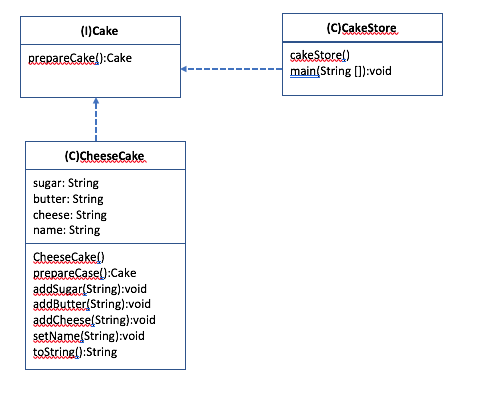 (I)Cake
prepareCake():Cake
(C)CakeStore
cakeStore()
main(String []):void
(C)CheeseCake
sugar: String
butter: String
cheese: String
name: String
CheeseCake()
prepareCase():Cake
addSugar(String):void
addButter(String):void
addCheese(String):void
setName(String):void
toString():String